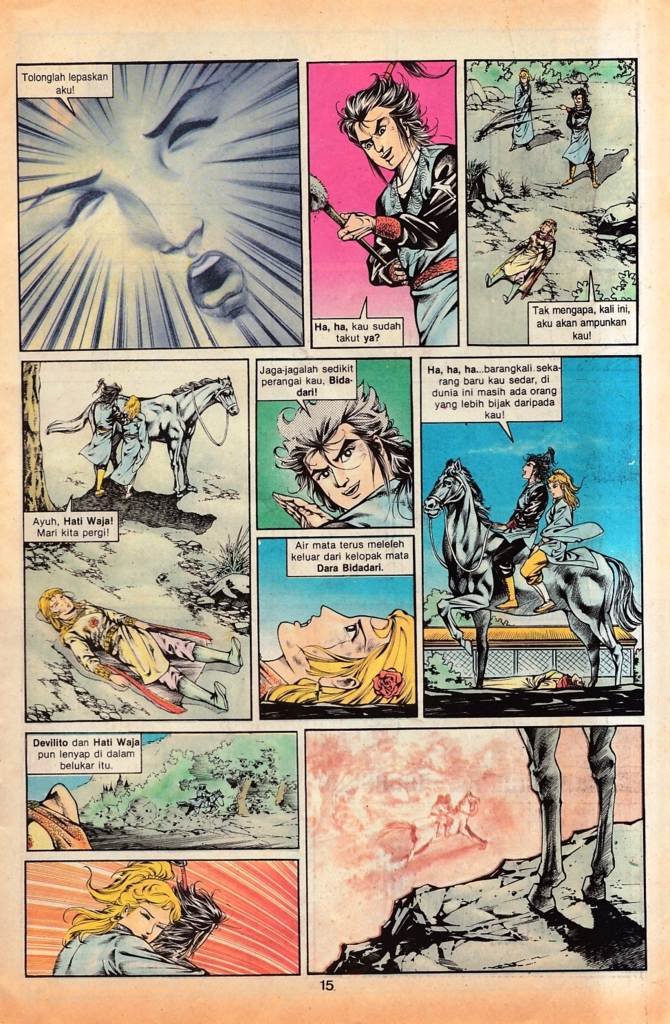 Tolonglah lepaskan
aku!
Ha, ha, kau sudah
takut ya?
Tak mengapa, kali ini,
aku akan ampunkan
kau!
Ayuh, Hati Waja!
Mari kita pergi!
Jaga-jagalah sedikit
perangai kau, Bida-
dari!
Air mata terus meleleh
keluar dari kelopak mata
Dara Bidadari.
Ha, ha, ha...barangkali seka-
rang baru kau sedar, di
dunia ini masih ada orang
yang lebih bijak daripada
kau!
Devilito dan Hati Waja
pun lenyap di dalam
belukar itu.
15